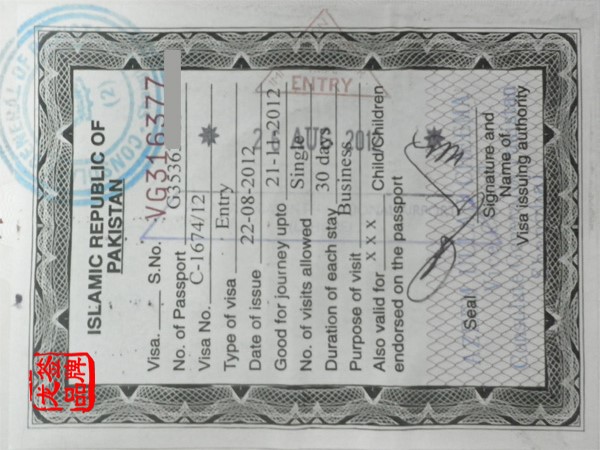 ISLAMIC REPUBLIC OF
PAKISTAN
Visa. S.No. VG316377
No. of Passport G3536
Visa No. C-1674/12
Type of visa Entry
Date of issue 22-08-2012
Good for journey upto 21-11-2012
No. of visits allowed Single
Duration of each stay 30 days
Purpose of visit Business
Also valid for x x x Child/Children
endorsed on the passport
Seal
Signature and
Name of
Visa issuing authority
ENTRY